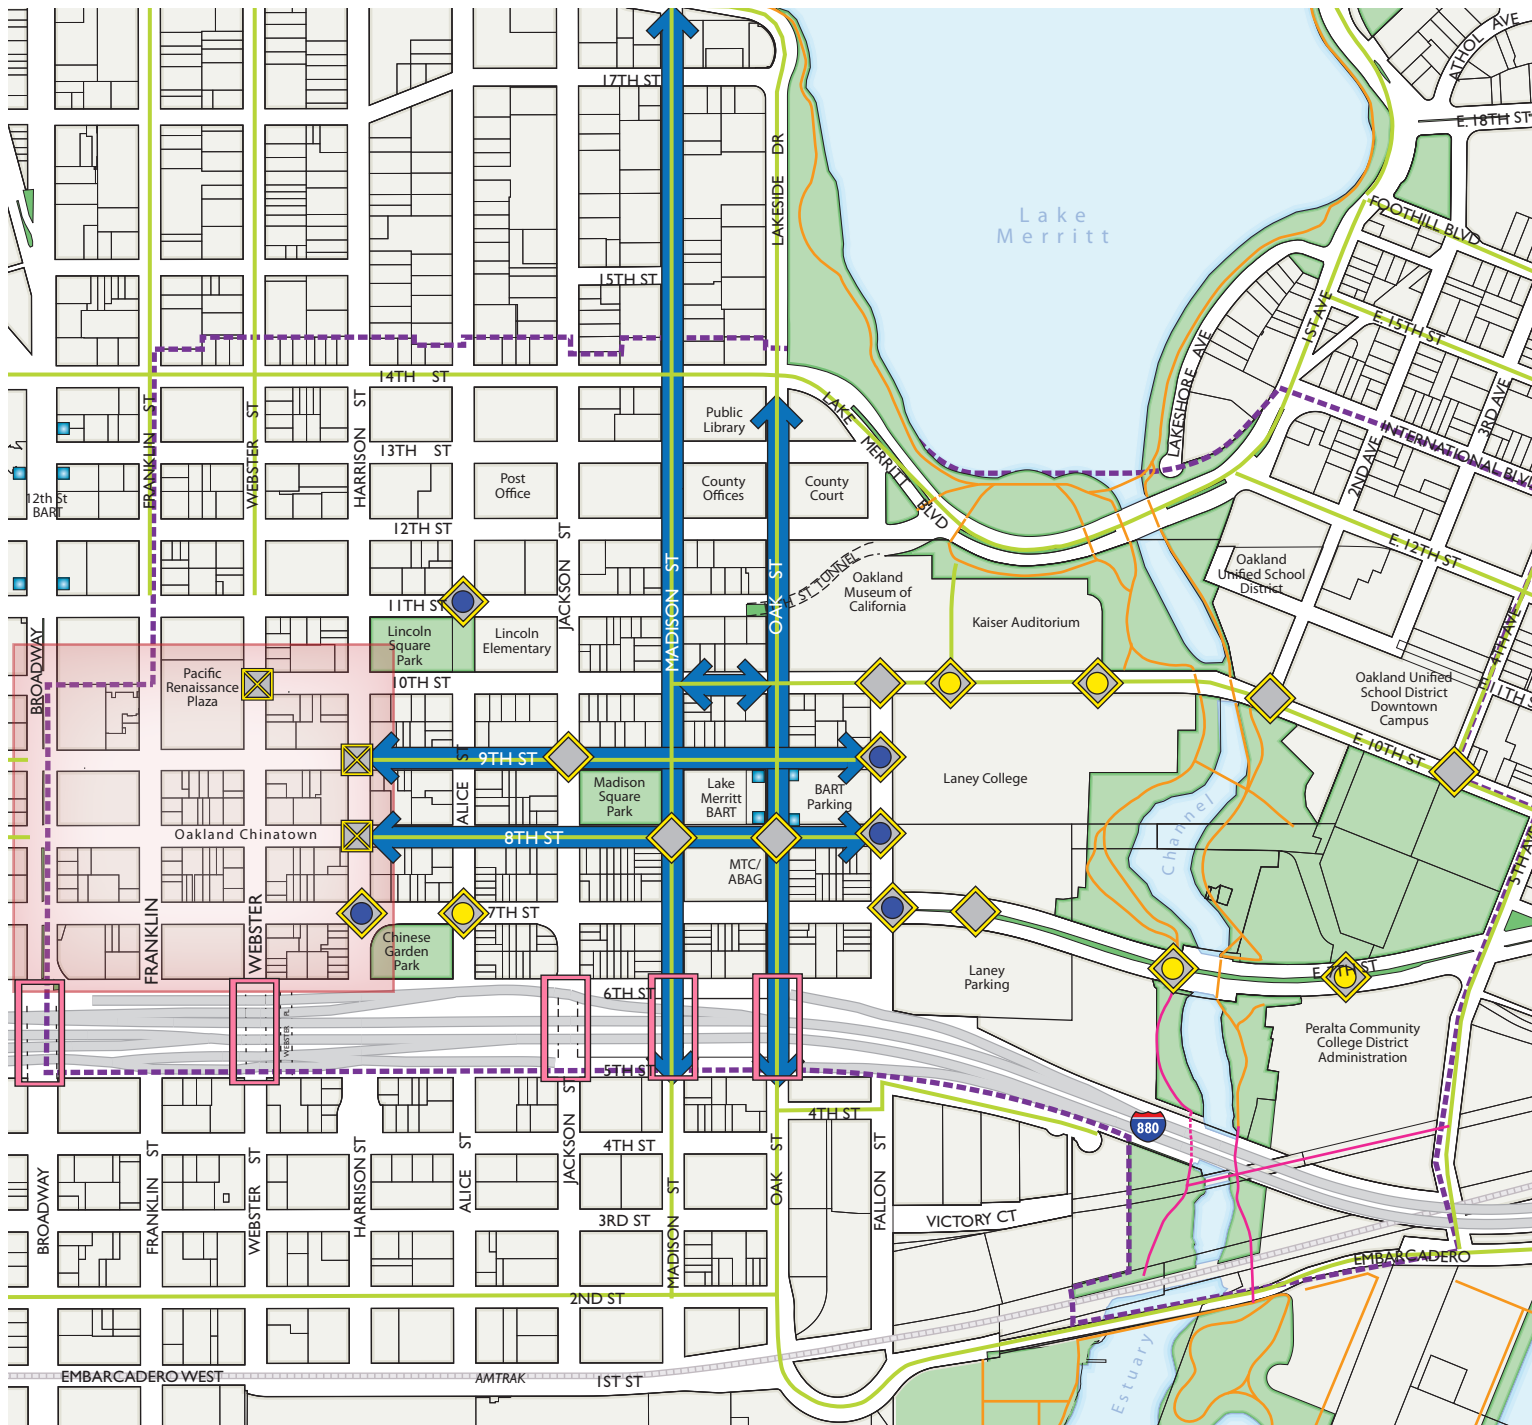 ATHOL AVE
17TH ST
E. 18TH ST
LAKESIDE DR
Lake
Merritt
FOOTHILL BLVD
15TH ST
1ST AVE
E. 15TH ST
LAKESHORE AVE
3RD AVE
14TH ST
FRANKLIN ST
WEBSTER ST
HARRISON ST
Public
Library
LAKE MERRITT BLVD
INTERNATIONAL BLVD
2ND AVE
13TH ST
12th St
BART
Post
Office
County
Offices
County
Court
12TH ST
JACKSON ST
MADISON ST
OAK ST
E. 12TH ST
Oakland
Unified School
District
Oakland
Museum of
California
Kaiser Auditorium
11TH ST
Lincoln
Square
Park
Lincoln
Elementary
4TH AVE
BROADWAY
Pacific
Renaissance
Plaza
10TH ST
Oakland Unified
School District
Downtown
Campus
E. 10TH ST
9TH ST
ALICE ST
Madison
Square
Park
Lake
Merritt
BART
BART
Parking
Laney College
Channel
Oakland Chinatown
8TH ST
MTC/
ABAG
5TH AVE
7TH ST
FRANKLIN
WEBSTER
Chinese
Garden
Park
Laney
Parking
E. 7TH ST
6TH ST
WEBSTER PL
Peralta Community
College District
Administration
5TH ST
4TH ST
880
4TH ST
BROADWAY
FRANKLIN ST
WEBSTER ST
HARRISON ST
ALICE ST
JACKSON ST
MADISON ST
OAK ST
FALLON ST
3RD ST
VICTORY CT
EMBARCADERO
2ND ST
EMBARCADERO WEST
AMTRAK
1ST ST
Estuary